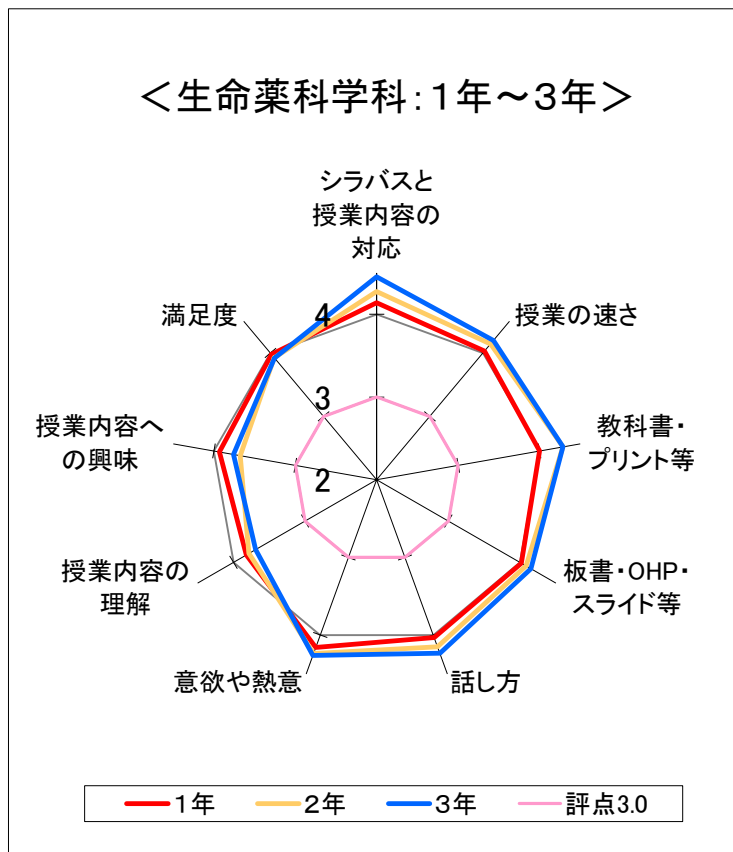 ＜生命薬科学科：１年～３年＞
シラバスと
授業内容の
対応
授業の速さ
教科書・
プリント等
板書・OHP・
スライド等
話し方
意欲や熱意
授業内容の
理解
授業内容へ
の興味
満足度
4
3
2
１年
２年
３年
評点3.0